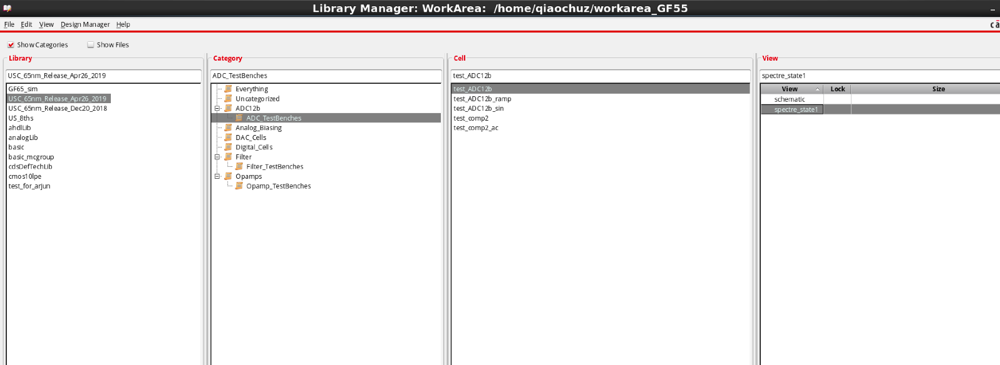 Library Manager: WorkArea: /home/qiaochuz/workarea_GF55
File Edit View Design Manager Help
Show Categories Show Files
Library
USC_65nm_Release_Apr26_2019
GF65_sim
USC_65nm_Release_Apr26_2019
USC_65nm_Release_Dec20_2018
US_8ths
ahdlLib
analogLib
basic
basic_mcgroup
cdsDefTechLib
cmos10lpe
test_for_arjun
Category
ADC_TestBenches
Everything
Uncategorized
ADC12b
ADC_TestBenches
Analog_Biasing
DAC_Cells
Digital_Cells
Filter
Filter_TestBenches
Opamps
Opamp_TestBenches
Cell
test_ADC12b
test_ADC12b
test_ADC12b_ramp
test_ADC12b_sin
test_comp2
test_comp2_ac
View
spectre_state1
View Lock Size
schematic
spectre_state1